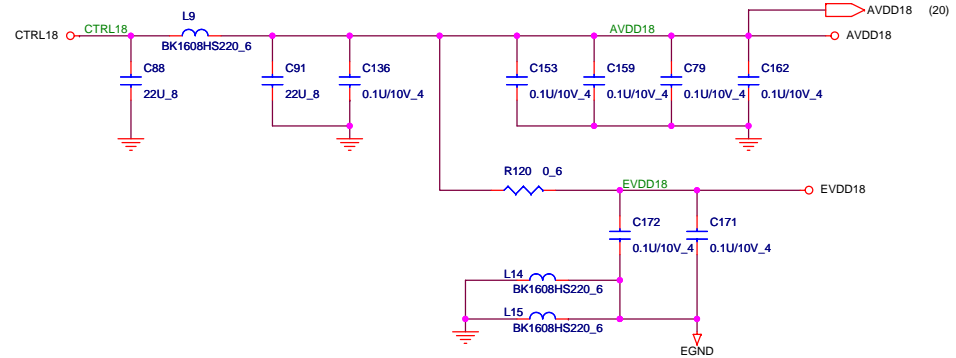 AVDD18 (20)
L9
CTRL18 CTRL18 AVDD18 AVDD18
BK1608HS220_6
C88 C91 C136 C153 C159 C79 C162
22U_8 22U_8 0.1U/10V_4 0.1U/10V_4 0.1U/10V_4 0.1U/10V_4 0.1U/10V_4
R120 0_6
EVDD18 EVDD18
C172 C171
0.1U/10V_4 0.1U/10V_4
L14
BK1608HS220_6
L15
BK1608HS220_6
EGND